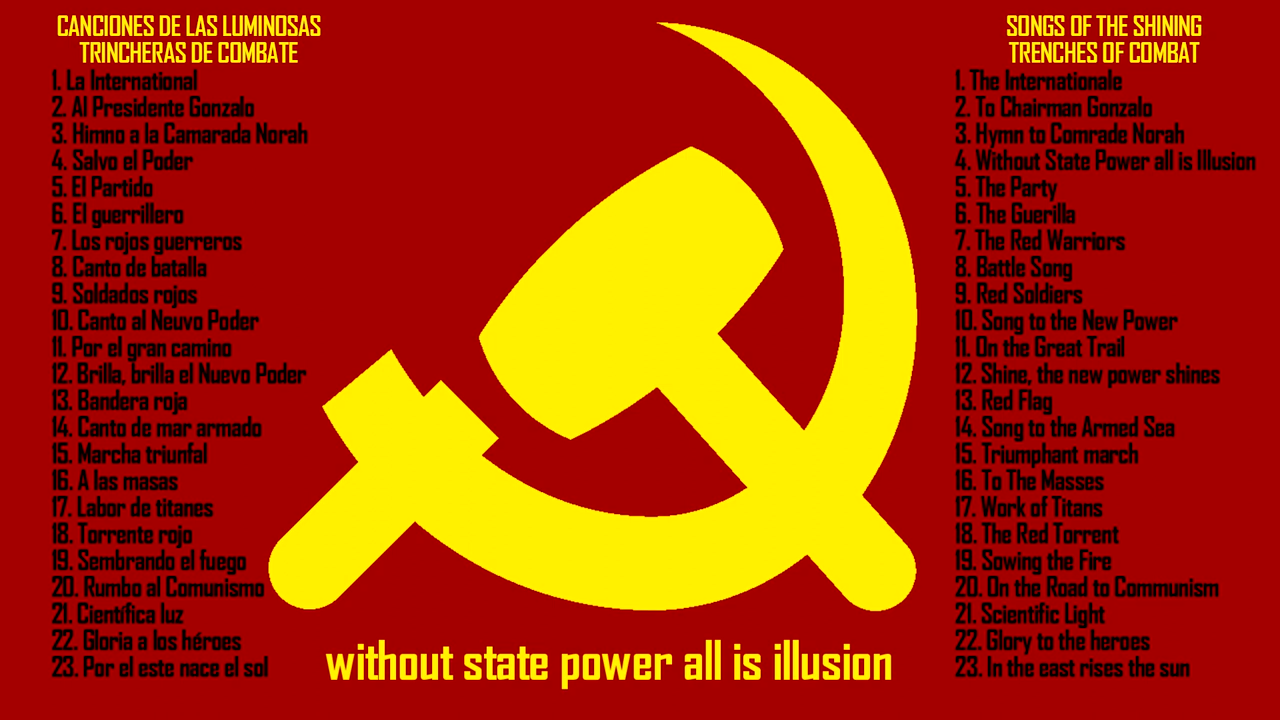 CANCIONES DE LAS LUMINOSAS
TRINCHERAS DE COMBATE
1. La International
2. Al Presidente Gonzalo
3. Himno a la Camarada Norah
4. Salvo el Poder
5. El Partido
6. El guerrillero
7. Los rojos guerreros
8. Canto de batalla
9. Soldados rojos
10. Canto al Neuvo Poder
11. Por el gran camino
12. Brilla, brilla el Nuevo Poder
13. Bandera roja
14. Canto de mar armado
15. Marcha triunfal
16. A las masas
17. Labor de titanes
18. Torrente rojo
19. Sembrando el fuego
20. Rumbo al Comunismo
21. Científica luz
22. Gloria a los héroes
23. Por el este nace el sol
SONGS OF THE SHINING
TRENCHES OF COMBAT
1. The Internationale
2. To Chairman Gonzalo
3. Hymn to Comrade Norah
4. Without State Power all is Illusion
5. The Party
6. The Guerilla
7. The Red Warriors
8. Battle Song
9. Red Soldiers
10. Song to the New Power
11. On the Great Trail
12. Shine, the new power shines
13. Red Flag
14. Song to the Armed Sea
15. Triumphant march
16. To The Masses
17. Work of Titans
18. The Red Torrent
19. Sowing the Fire
20. On the Road to Communism
21. Scientific Light
22. Glory to the heroes
23. In the east rises the sun
without state power all is illusion